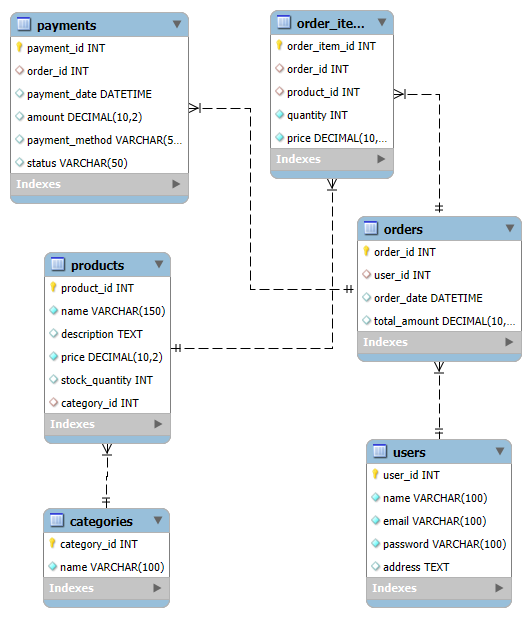 payments
payment_id INT
order_id INT
payment_date DATETIME
amount DECIMAL(10,2)
payment_method VARCHAR(5...
status VARCHAR(50)
Indexes
order_ite...
order_item_id INT
order_id INT
product_id INT
quantity INT
price DECIMAL(10,...
Indexes
orders
order_id INT
user_id INT
order_date DATETIME
total_amount DECIMAL(10,...
Indexes
products
product_id INT
name VARCHAR(150)
description TEXT
price DECIMAL(10,2)
stock_quantity INT
category_id INT
Indexes
users
user_id INT
name VARCHAR(100)
email VARCHAR(100)
password VARCHAR(100)
address TEXT
Indexes
categories
category_id INT
name VARCHAR(100)
Indexes